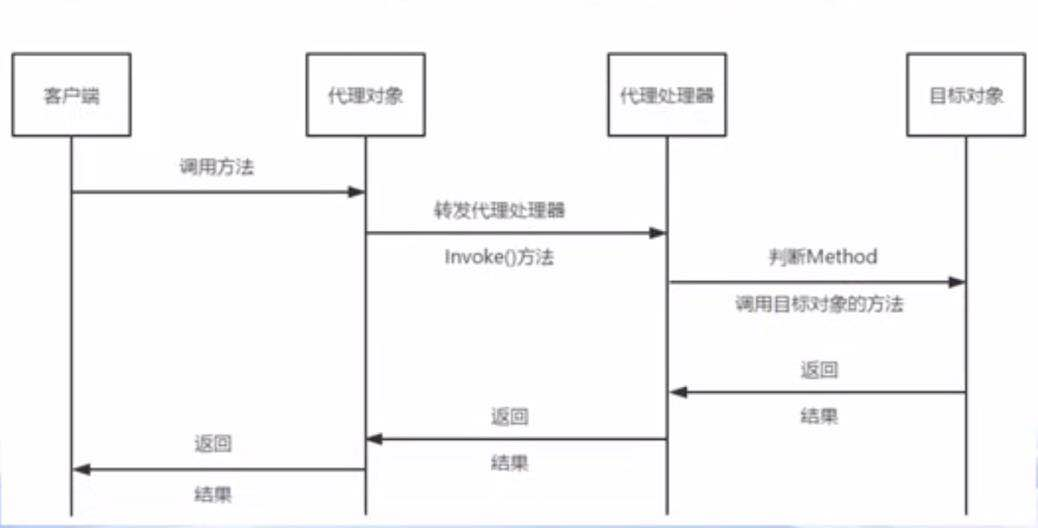 客户端
代理对象
代理处理器
目标对象
调用方法
转发代理处理器
Invoke()方法
判断Method
调用目标对象的方法
返回
结果
返回
结果
返回
结果